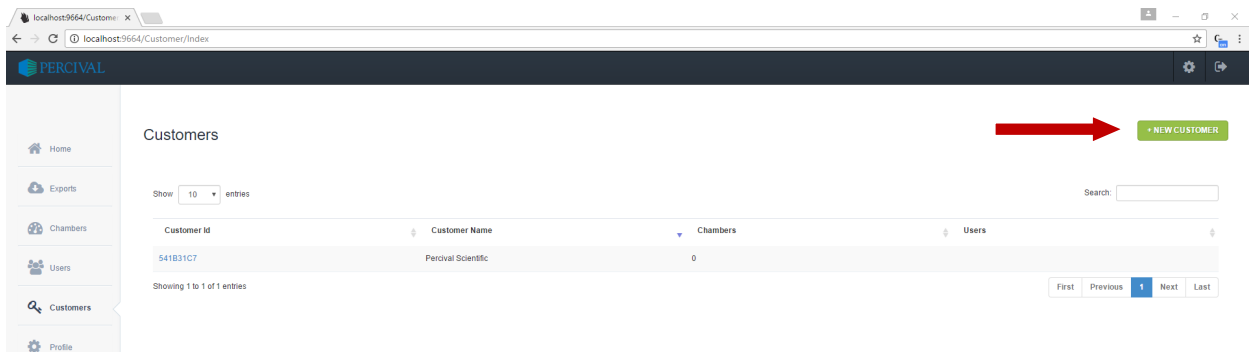 localhost:9664/Custome
localhost:9664/Customer/Index
PERCIVAL
Customers
+ NEW CUSTOMER
Home
Exports
Chambers
Users
Customers
Profile
Show 10 entries
Search:
Customer Id Customer Name Chambers Users
541B31C7 Percival Scientific 0
Showing 1 to 1 of 1 entries
First Previous 1 Next Last